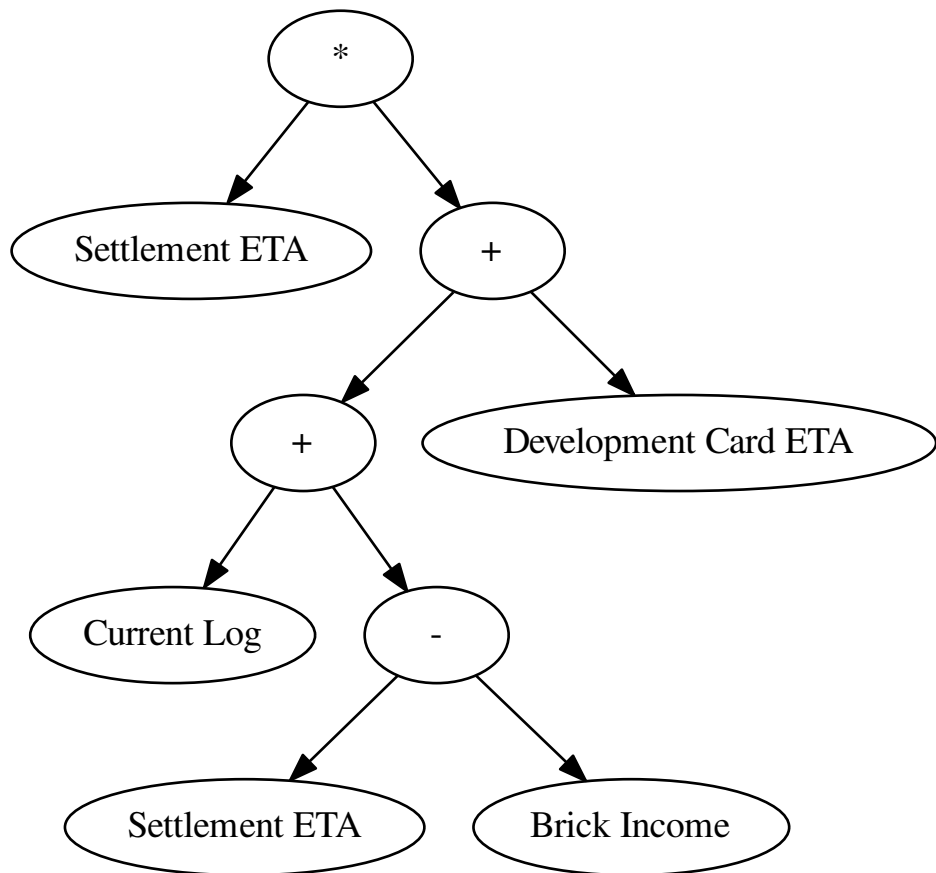 *
Settlement ETA
+
+
Development Card ETA
Current Log
-
Settlement ETA
Brick Income